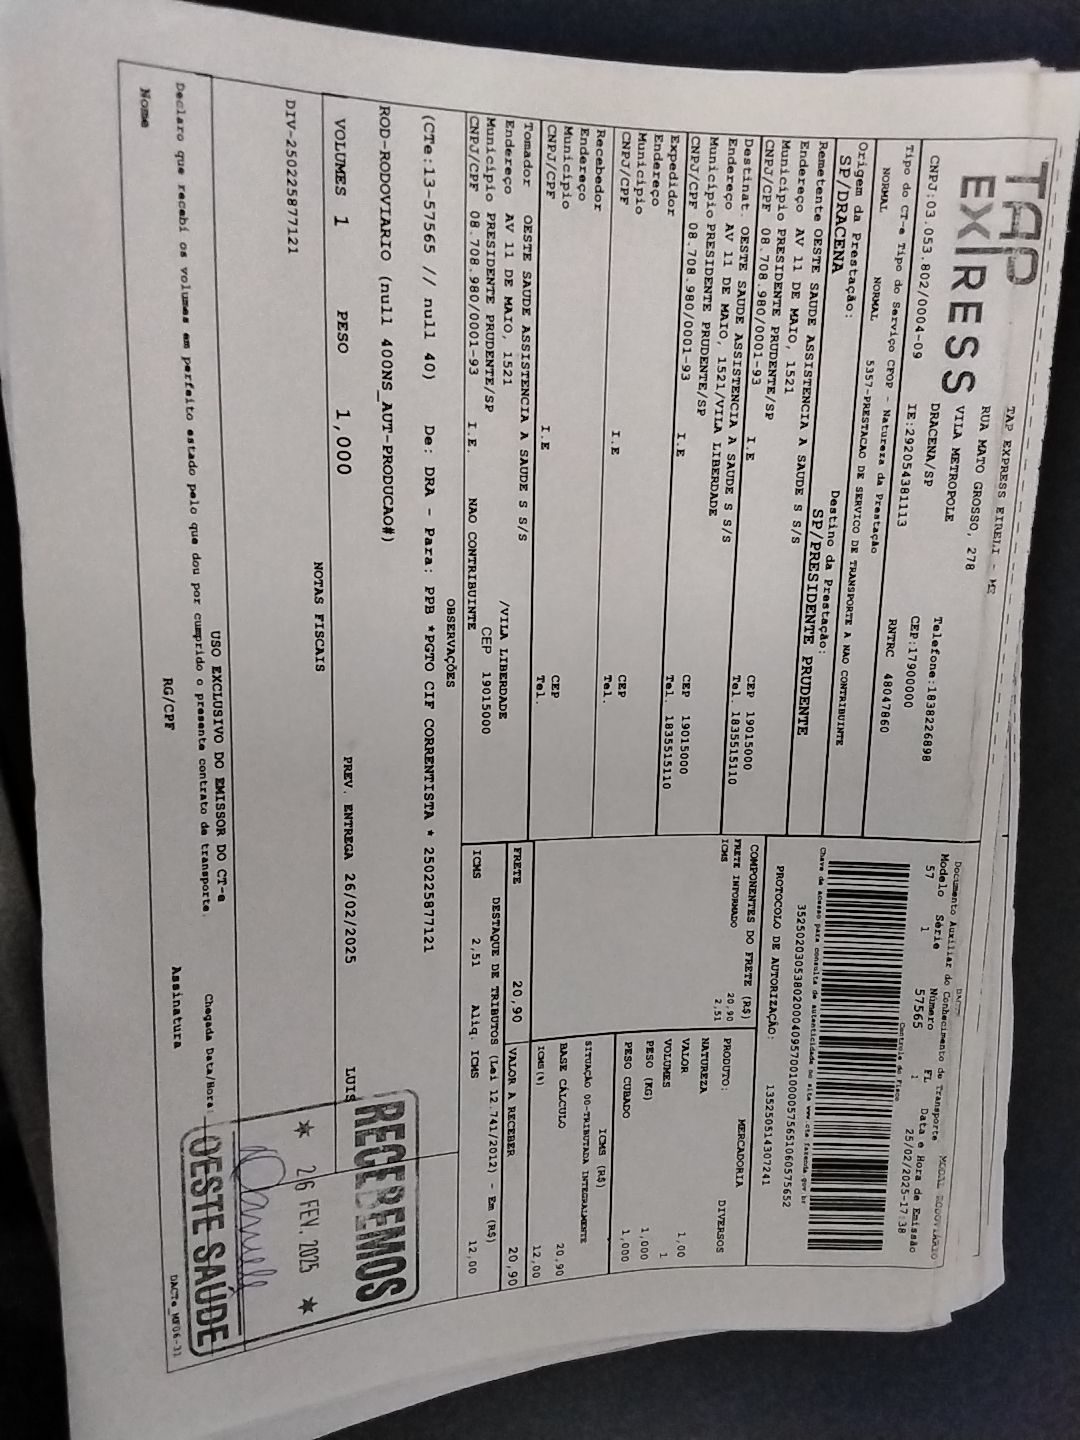 TAP
EXPRESS
TAP EXPRESS EIRELI - ME
RUA MATO GROSSO, 278
VILA METROPOLE
DRACENA/SP
Telefone:1838226898
CNPJ:03.053.802/0004-09 IE:292054381113 CEP:17900000
Tipo do CT-e Tipo do Serviço CFOP - Natureza da Prestação RNTRC 48047860
NORMAL NORMAL 5357-PRESTACAO DE SERVICO DE TRANSPORTE A NAO CONTRIBUINTE
Origem da Prestação: Destino da Prestação:
SP/DRACENA SP/PRESIDENTE PRUDENTE
Remetente OESTE SAUDE ASSISTENCIA A SAUDE S S/S
Endereço AV 11 DE MAIO, 1521
Município PRESIDENTE PRUDENTE/SP CEP 19015000
CNPJ/CPF 08.708.980/0001-93 I.E Tel. 1835515110
Destinat. OESTE SAUDE ASSISTENCIA A SAUDE S S/S
Endereço AV 11 DE MAIO, 1521/VILA LIBERDADE
Município PRESIDENTE PRUDENTE/SP CEP 19015000
CNPJ/CPF 08.708.980/0001-93 I.E Tel. 1835515110
Expedidor
Endereço
Município CEP
CNPJ/CPF I.E Tel.
Recebedor
Endereço
Município CEP
CNPJ/CPF I.E Tel.
Tomador OESTE SAUDE ASSISTENCIA A SAUDE S S/S
Endereço AV 11 DE MAIO, 1521 /VILA LIBERDADE
Município PRESIDENTE PRUDENTE/SP CEP 19015000
CNPJ/CPF 08.708.980/0001-93 I.E. NAO CONTRIBUINTE
DACTE MODAL RODOVIÁRIO
Documento Auxiliar do Conhecimento de Transporte
Modelo Série Número FL Data e Hora de Emissão
57 1 57565 1 25/02/2025-17:38
Controle do Fisco
Chave de acesso para consulta de autenticidade no site www.cte.fazenda.gov.br
35250203053802000409570010000575651060575652
PROTOCOLO DE AUTORIZAÇÃO: 135250514307241
COMPONENTES DO FRETE (R$)
FRETE INFORMADO 20,90
ICMS 2,51
PRODUTO: MERCADORIA
NATUREZA DIVERSOS
VALOR 1,00
VOLUMES 1
PESO (KG) 1,000
PESO CUBADO 1,000
ICMS (R$)
SITUAÇÃO 00-TRIBUTADA INTEGRALMENTE
BASE CÁLCULO 20,90
ICMS(%) 12,00
FRETE 20,90 VALOR A RECEBER 20,90
DESTAQUE DE TRIBUTOS (Lei 12.741/2012) - Em (R$)
ICMS 2,51 Aliq. ICMS 12,00
OBSERVAÇÕES
(CTe:13-57565 // null 40) De: DRA - Para: PPB *PGTO CIF CORRENTISTA * 250225877121
ROD-RODOVIARIO (null 400NS_AUT-PRODUCAO#)
VOLUMES 1 PESO 1,000 PREV. ENTREGA 26/02/2025 LUIS
NOTAS FISCAIS
DIV-250225877121
USO EXCLUSIVO DO EMISSOR DO CT-e
Declaro que recebi os volumes em perfeito estado pelo que dou por cumprido o presente contrato de transporte. Chegada Data/Hora:
Nome RG/CPF Assinatura
RECEBEMOS
* 26 FEV. 2025 *
OESTE SAÚDE
DACTe_MF06-31